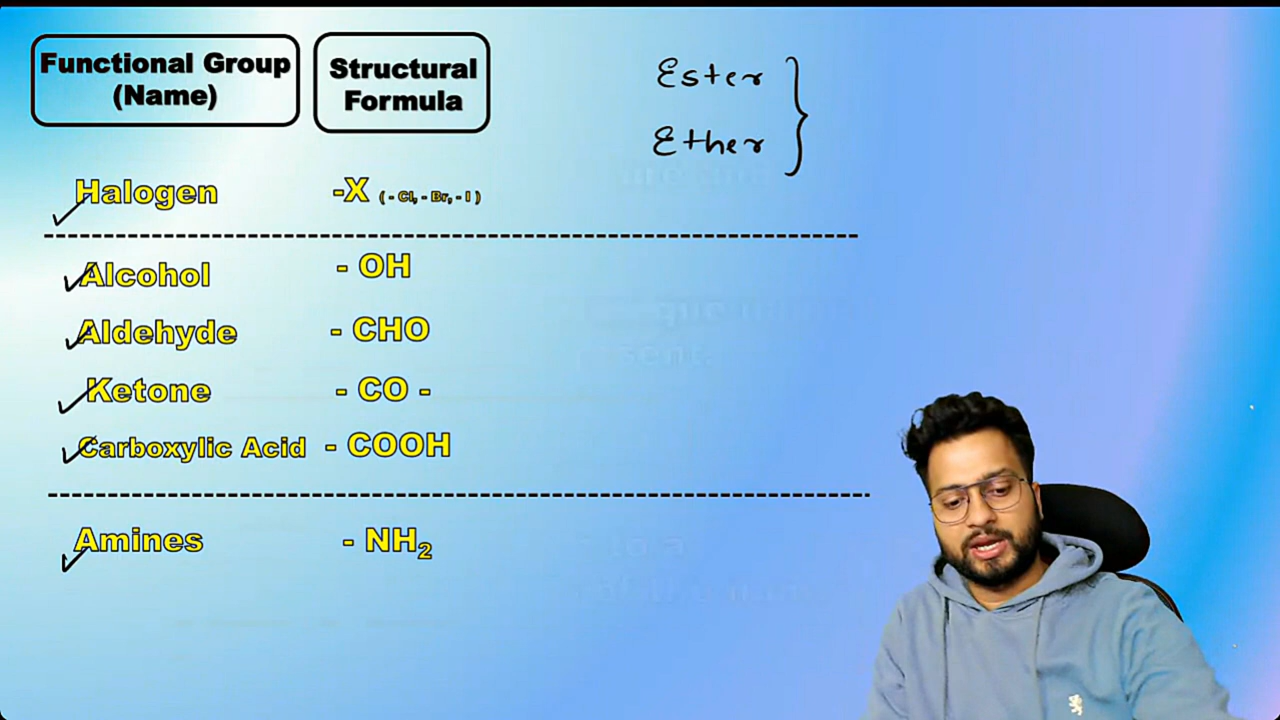 Functional Group
(Name)
Structural
Formula
Ester
Ether
Halogen -X (- Cl, - Br, - I )
Alcohol - OH
Aldehyde - CHO
Ketone - CO -
Carboxylic Acid - COOH
Amines - NH₂